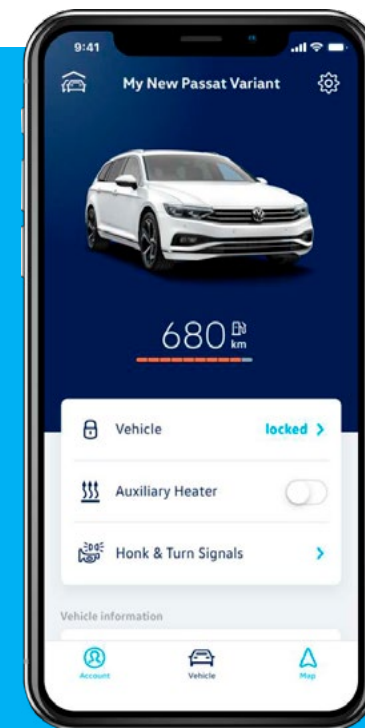 9:41
My New Passat Variant
680 km
Vehicle locked
Auxiliary Heater
Honk & Turn Signals
Vehicle information
Account Vehicle Map